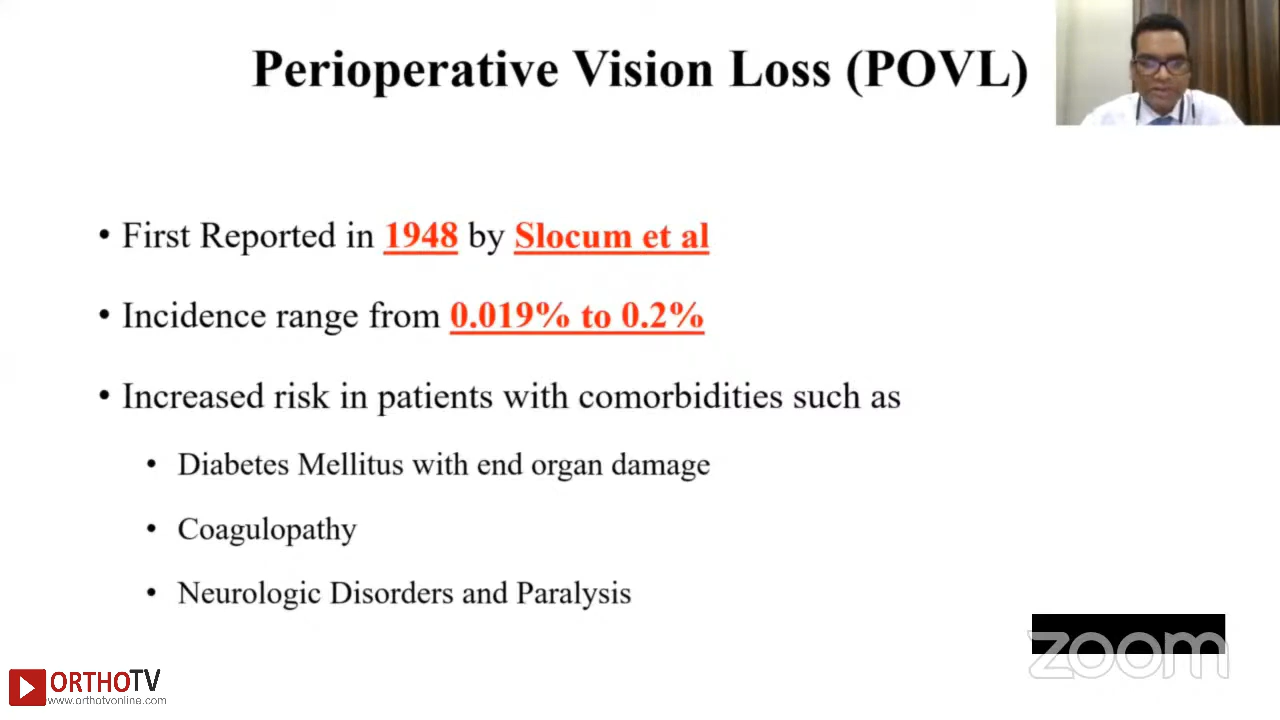 Perioperative Vision Loss (POVL)
• First Reported in 1948 by Slocum et al
• Incidence range from 0.019% to 0.2%
• Increased risk in patients with comorbidities such as
• Diabetes Mellitus with end organ damage
• Coagulopathy
• Neurologic Disorders and Paralysis
zoom
ORTHOTV
www.orthotvonline.com